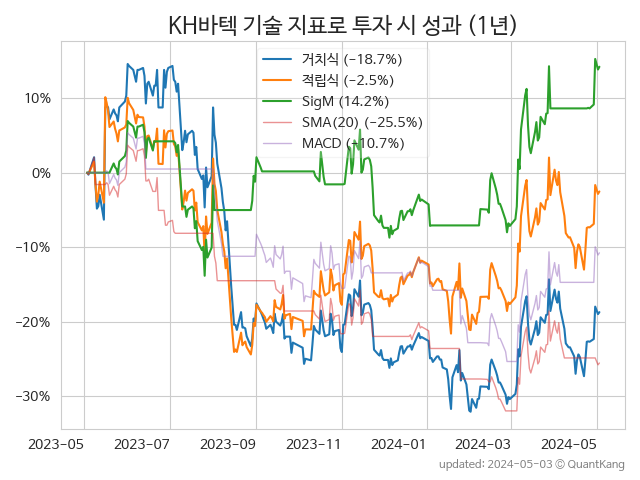 KH바텍 기술 지표로 투자 시 성과 (1년)
거치식 (−18.7%)
적립식 (−2.5%)
SigM (14.2%)
SMA(20) (−25.5%)
MACD (−10.7%)
10%
0%
−10%
−20%
−30%
2023-05 2023-07 2023-09 2023-11 2024-01 2024-03 2024-05
updated: 2024-05-03 © QuantKang